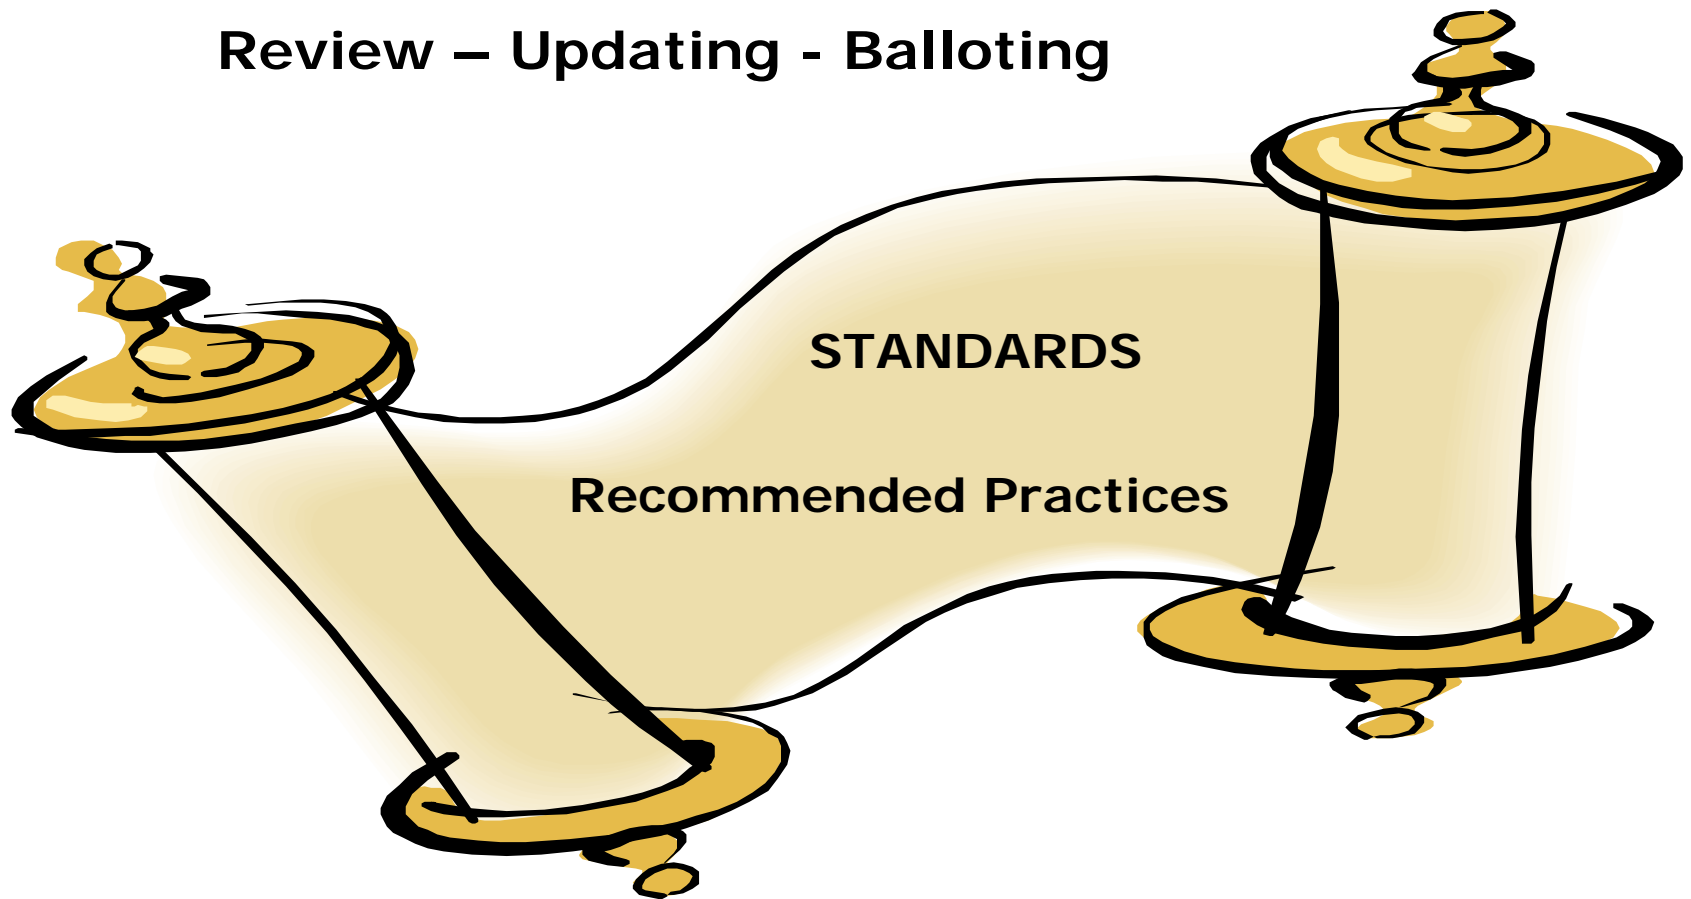 Review – Updating - Balloting
STANDARDS
Recommended Practices